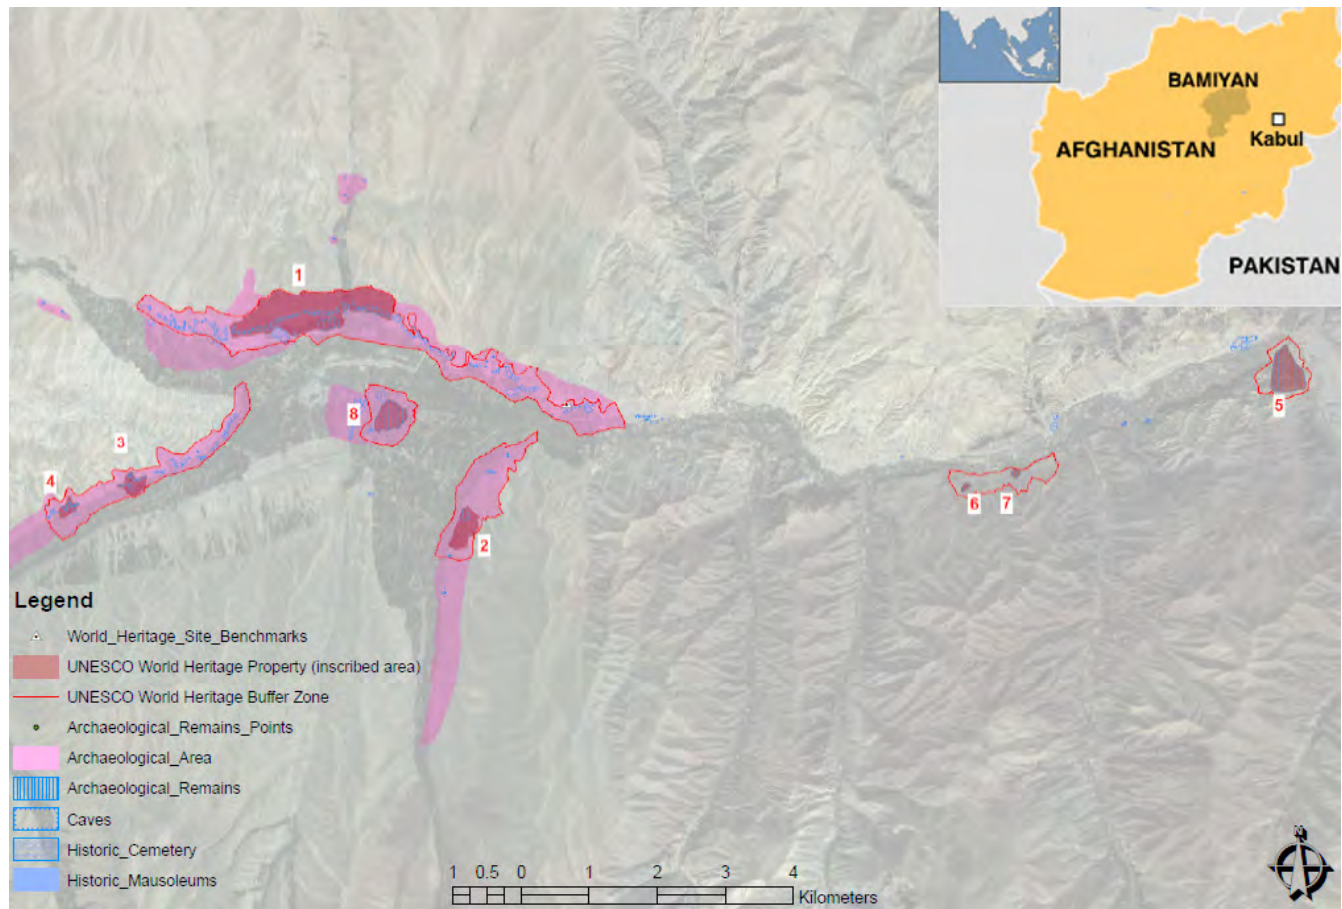 BAMIYAN
AFGHANISTAN
Kabul
PAKISTAN
1
3
8
4
2
5
6 7
Legend
World_Heritage_Site_Benchmarks
UNESCO World Heritage Property (inscribed area)
UNESCO World Heritage Buffer Zone
Archaeological_Remains_Points
Archaeological_Area
Archaeological_Remains
Caves
Historic_Cemetery
Historic_Mausoleums
1 0.5 0 1 2 3 4
Kilometers
N